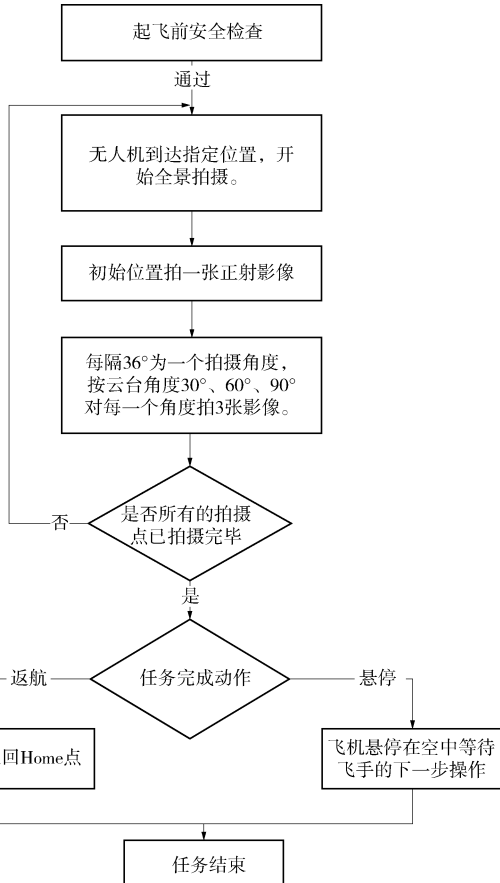 起飞前安全检查
通过
无人机到达指定位置，开
始全景拍摄。
初始位置拍一张正射影像
每隔36°为一个拍摄角度，
按云台角度30°、60°、90°
对每一个角度拍3张影像。
否
是否所有的拍摄
点已拍摄完毕
是
返航
任务完成动作
悬停
回Home点
飞机悬停在空中等待
飞手的下一步操作
任务结束